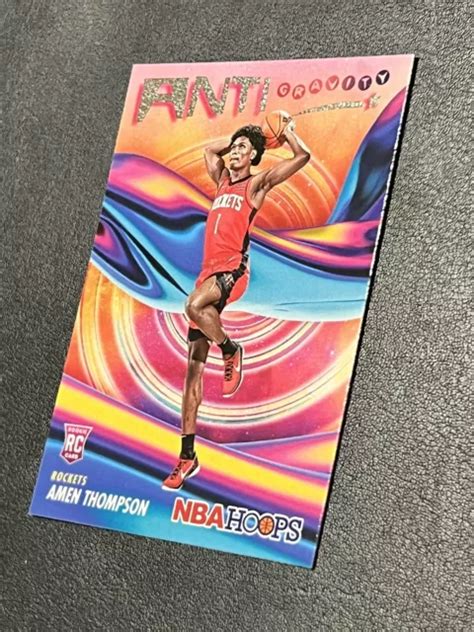 ANTI
GRAVITY
ROCKETS
1
ROOKIE
RC
CARD
ROCKETS
AMEN THOMPSON
NBA HOOPS